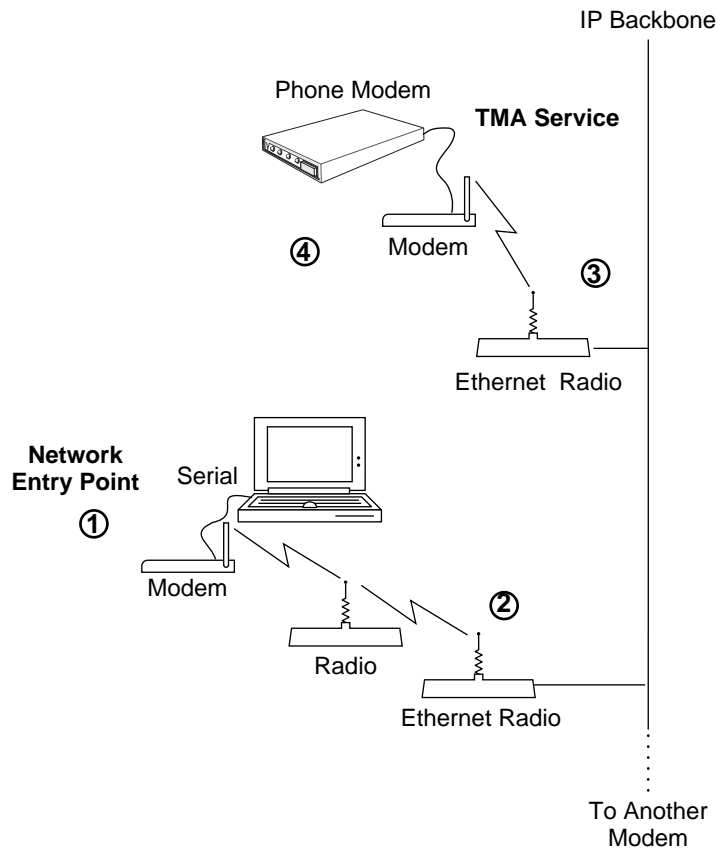 IP Backbone
Phone Modem
TMA Service
Modem
④
③
Ethernet Radio
Network
Entry Point
Serial
①
Modem
②
Radio
Ethernet Radio
To Another
Modem